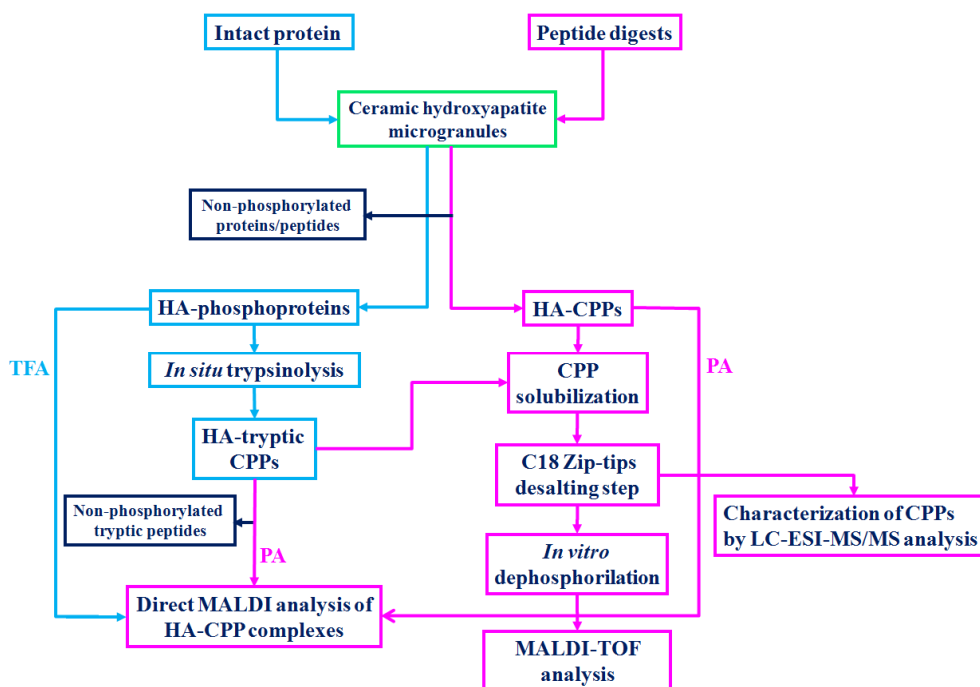 Intact protein
Peptide digests
Ceramic hydroxyapatite
microgranules
Non-phosphorylated
proteins/peptides
HA-phosphoproteins
HA-CPPs
TFA
PA
In situ trypsinolysis
CPP
solubilization
HA-tryptic
CPPs
C18 Zip-tips
desalting step
Non-phosphorylated
tryptic peptides
Characterization of CPPs
by LC-ESI-MS/MS analysis
PA
In vitro
dephosphorilation
Direct MALDI analysis of
HA-CPP complexes
MALDI-TOF
analysis